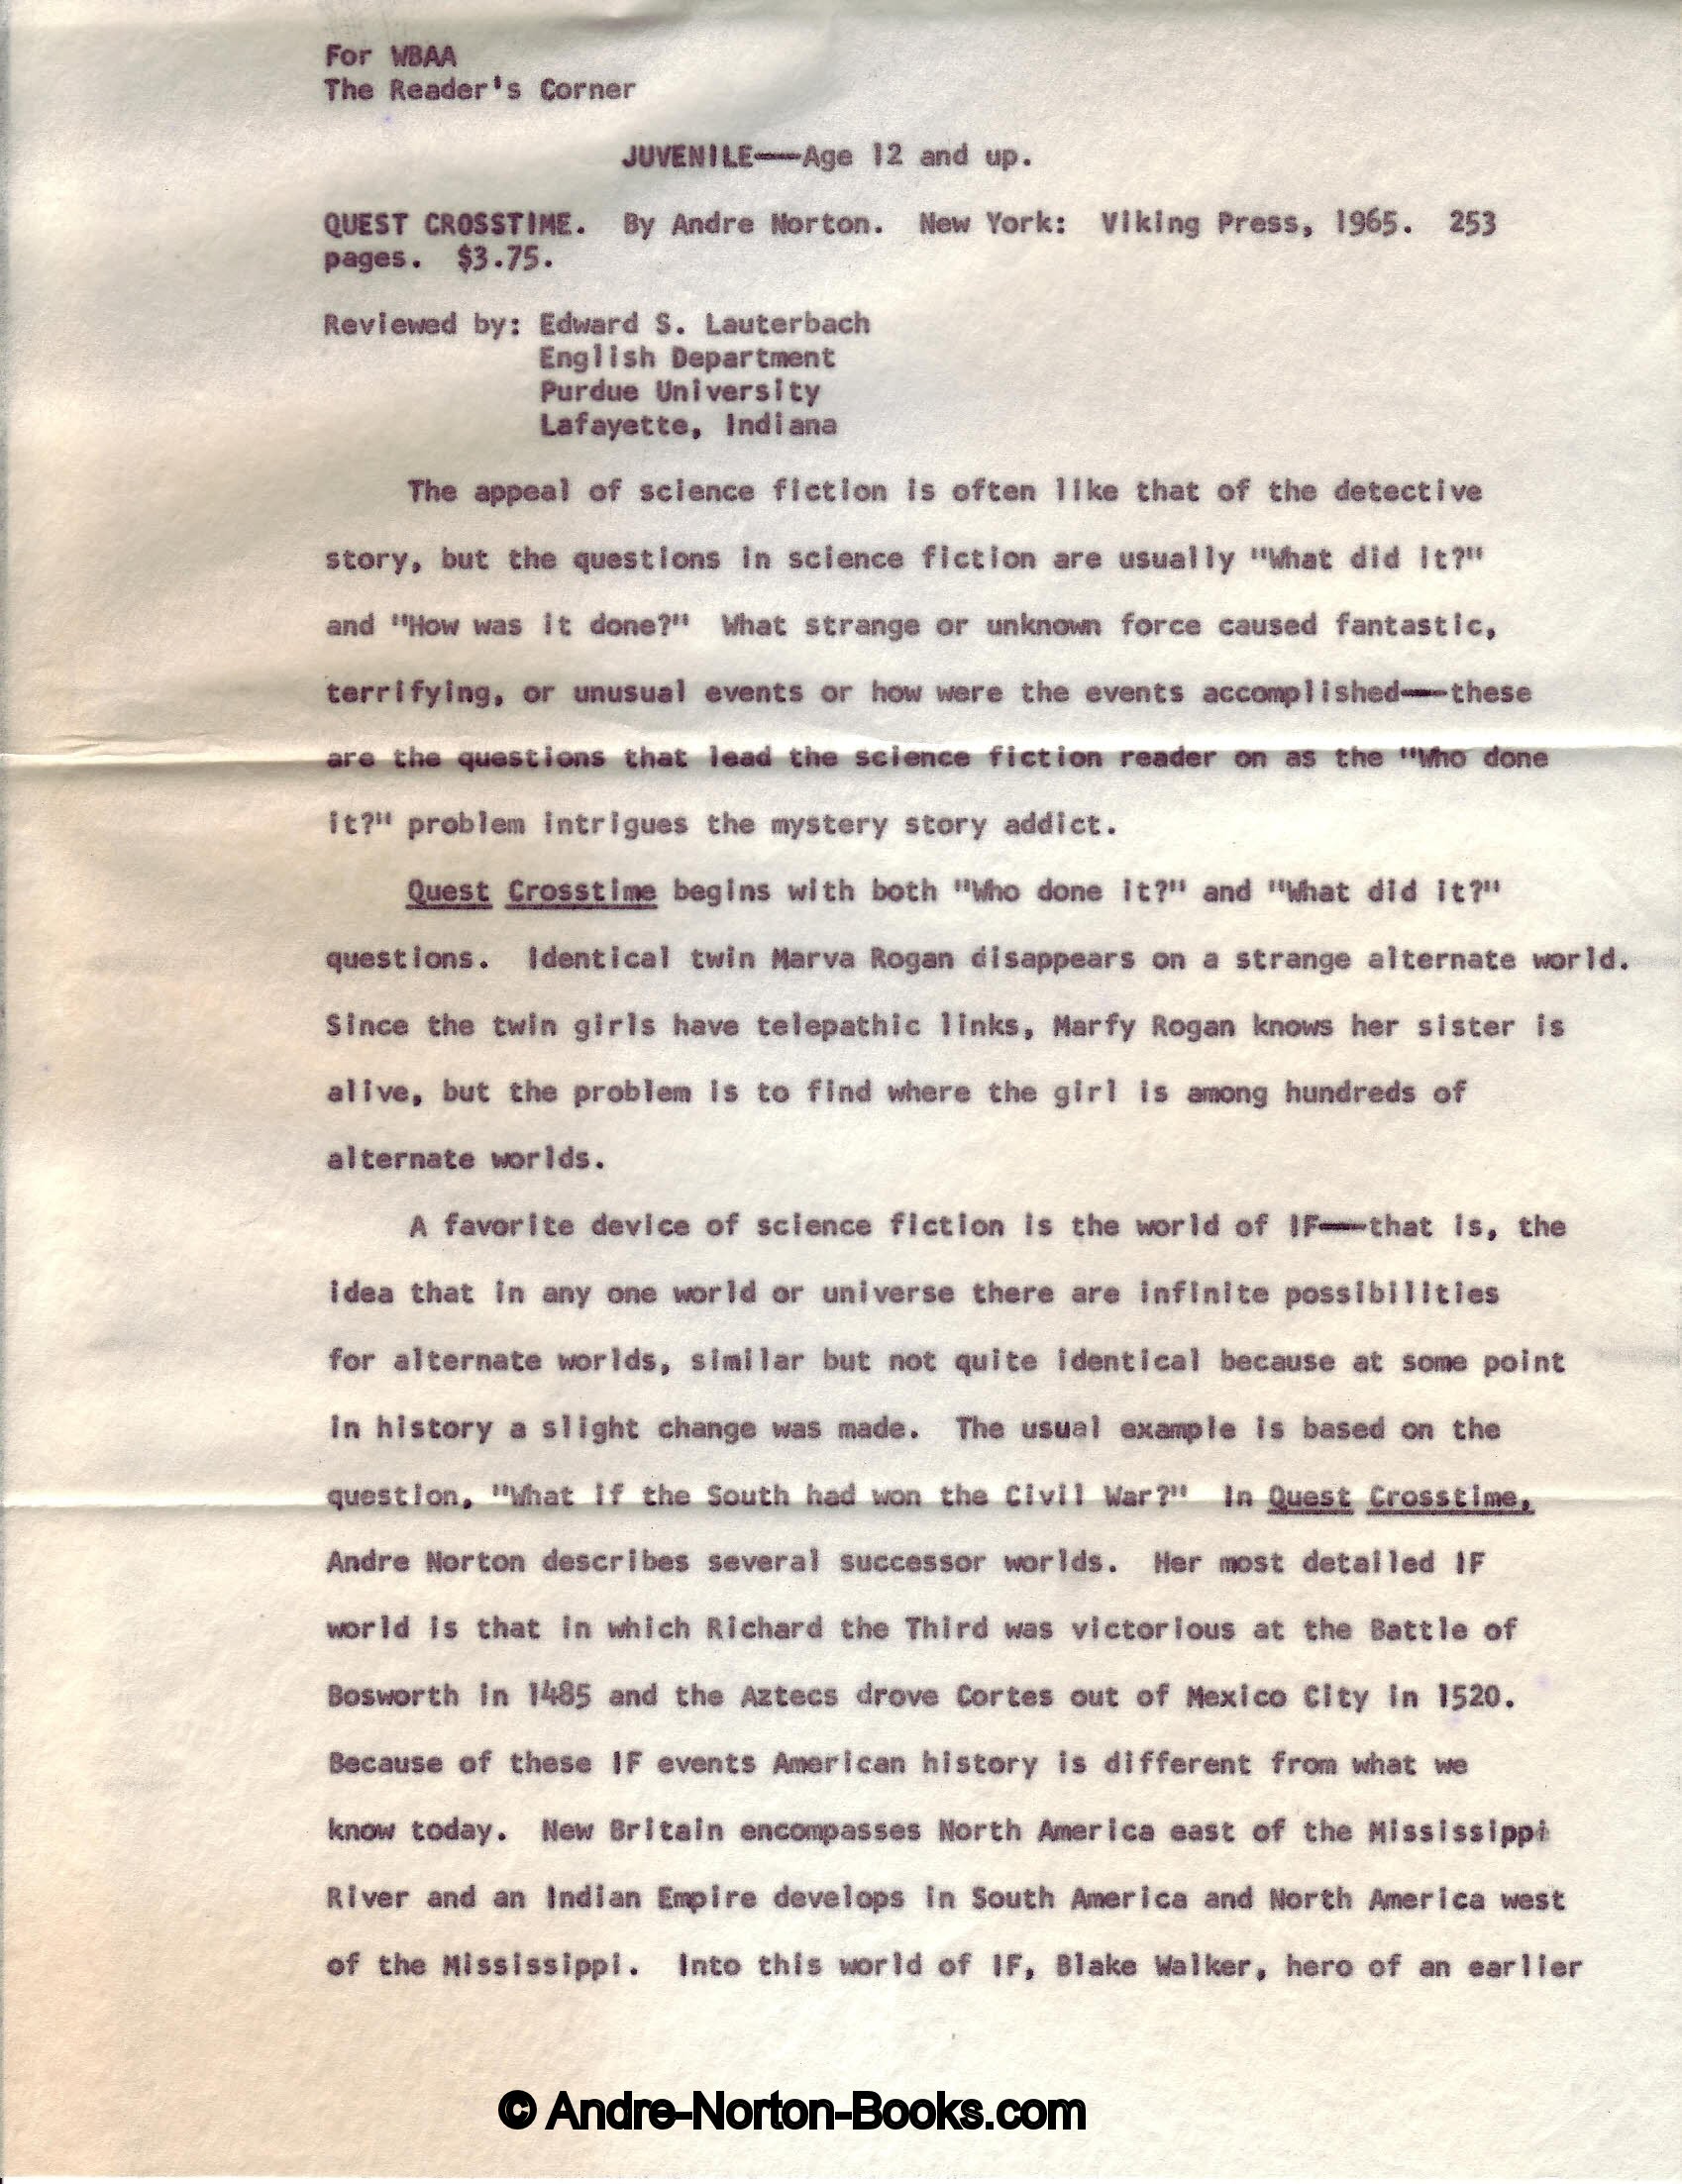 For WBAA
The Reader's Corner
JUVENILE——Age 12 and up.
QUEST CROSSTIME. By Andre Norton. New York: Viking Press, 1965. 253
pages. $3.75.
Reviewed by: Edward S. Lauterbach
English Department
Purdue University
Lafayette, Indiana
The appeal of science fiction is often like that of the detective
story, but the questions in science fiction are usually "What did it?"
and "How was it done?" What strange or unknown force caused fantastic,
terrifying, or unusual events or how were the events accomplished——these
are the questions that lead the science fiction reader on as the "Who done
it?" problem intrigues the mystery story addict.
Quest Crosstime begins with both "Who done it?" and "What did it?"
questions. Identical twin Marva Rogan disappears on a strange alternate world.
Since the twin girls have telepathic links, Marfy Rogan knows her sister is
alive, but the problem is to find where the girl is among hundreds of
alternate worlds.
A favorite device of science fiction is the world of IF——that is, the
idea that in any one world or universe there are infinite possibilities
for alternate worlds, similar but not quite identical because at some point
in history a slight change was made. The usual example is based on the
question, "What if the South had won the Civil War?" In Quest Crosstime,
Andre Norton describes several successor worlds. Her most detailed IF
world is that in which Richard the Third was victorious at the Battle of
Bosworth in 1485 and the Aztecs drove Cortes out of Mexico City in 1520.
Because of these IF events American history is different from what we
know today. New Britain encompasses North America east of the Mississippi
River and an Indian Empire develops in South America and North America west
of the Mississippi. Into this world of IF, Blake Walker, hero of an earlier
© Andre-Norton-Books.com